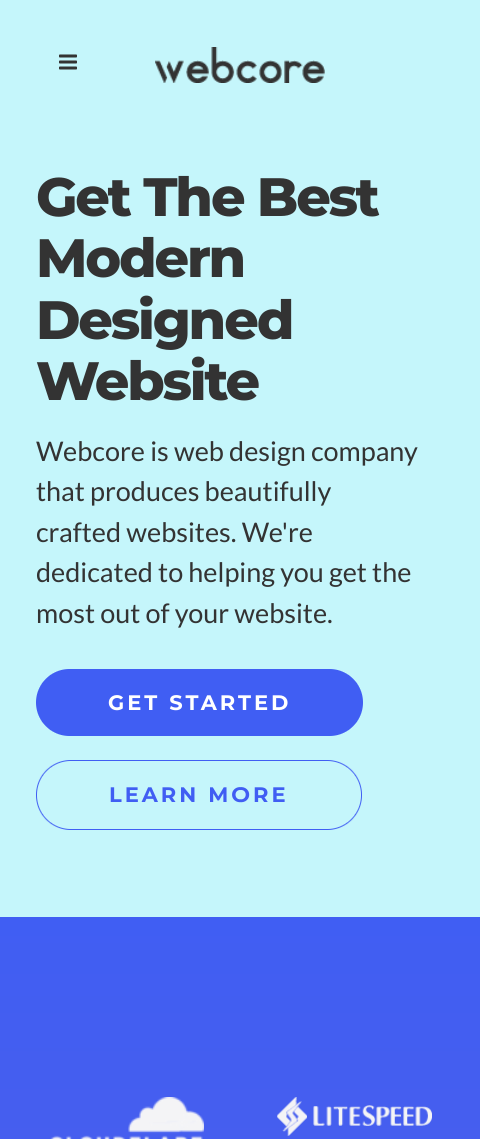 webcore
Get The Best
Modern
Designed
Website
Webcore is web design company
that produces beautifully
crafted websites. We're
dedicated to helping you get the
most out of your website.
GET STARTED
LEARN MORE
LITESPEED
CLOUDFLARE